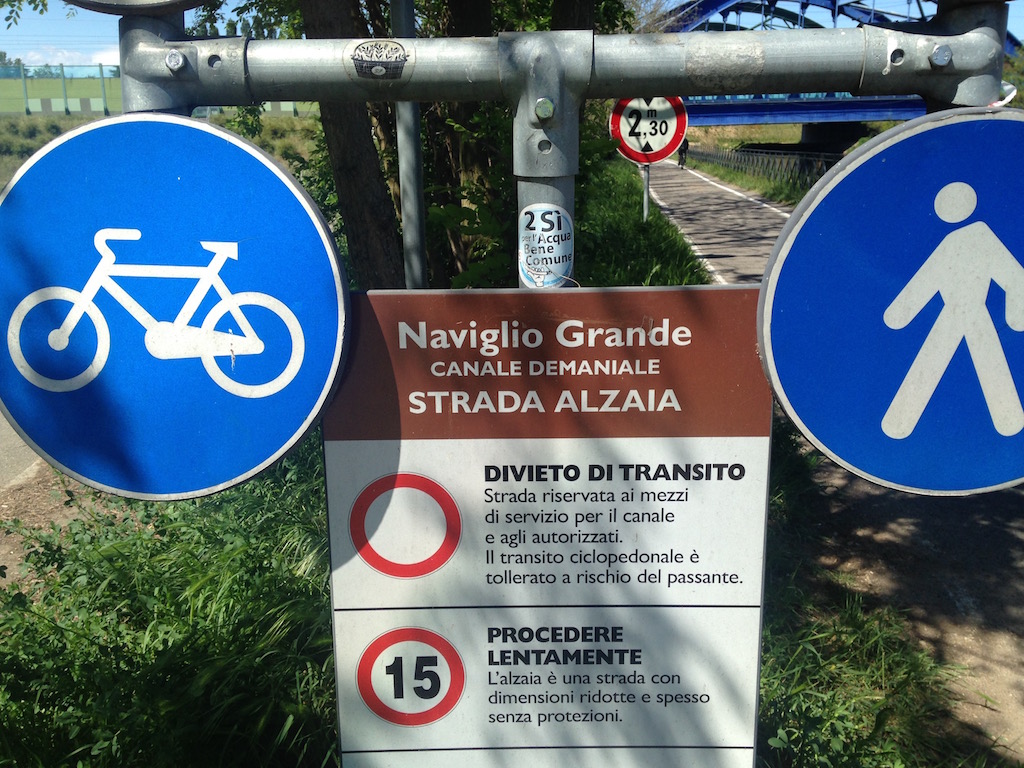 2 m ,30
2 Sì
per l'Acqua
Bene
Comune
Naviglio Grande
CANALE DEMANIALE
STRADA ALZAIA
DIVIETO DI TRANSITO
Strada riservata ai mezzi
di servizio per il canale
e agli autorizzati.
Il transito ciclopedonale è
tollerato a rischio del passante.
15
PROCEDERE
LENTAMENTE
L'alzaia è una strada con
dimensioni ridotte e spesso
senza protezioni.